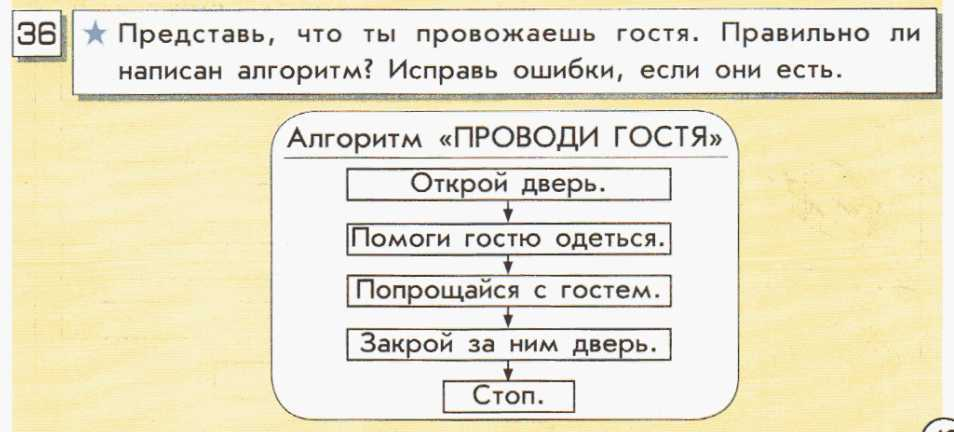 36 ★ Представь, что ты провожаешь гостя. Правильно ли
написан алгоритм? Исправь ошибки, если они есть.
Алгоритм «ПРОВОДИ ГОСТЯ»
Открой дверь.
Помоги гостю одеться.
Попрощайся с гостем.
Закрой за ним дверь.
Стоп.